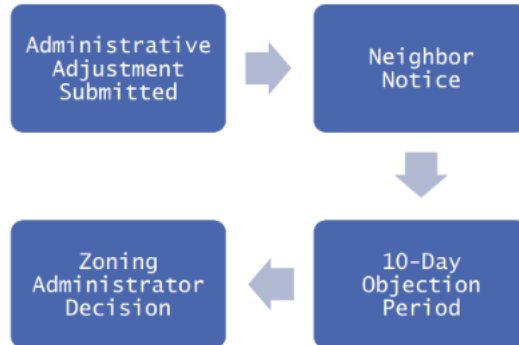 Administrative
Adjustment
Submitted
Neighbor
Notice
10-Day
Objection
Period
Zoning
Administrator
Decision